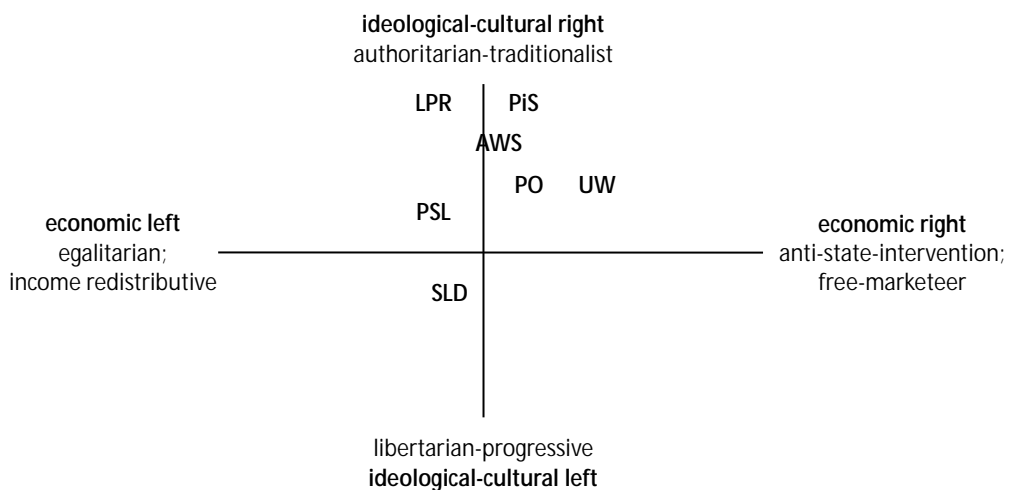 ideological-cultural right
authoritarian-traditionalist
LPR PiS
AWS
PO UW
PSL
economic left
egalitarian;
income redistributive
economic right
anti-state-intervention;
free-marketeer
SLD
libertarian-progressive
ideological-cultural left